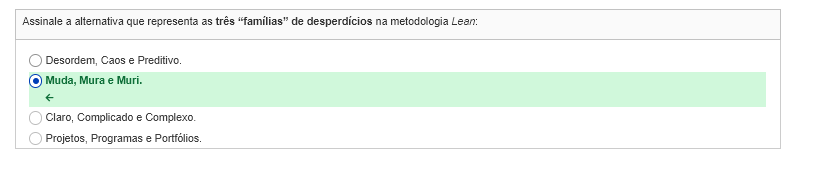 Assinale a alternativa que representa as três “famílias” de desperdícios na metodologia Lean:
Desordem, Caos e Preditivo.
Muda, Mura e Muri.
←
Claro, Complicado e Complexo.
Projetos, Programas e Portfólios.